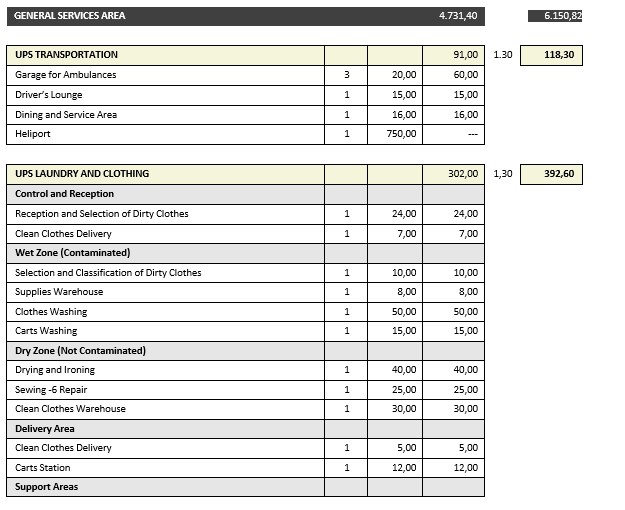 GENERAL SERVICES AREA 4.731,40 6.150,82
UPS TRANSPORTATION 91,00 1.30 118,30
Garage for Ambulances 3 20,00 60,00
Driver's Lounge 1 15,00 15,00
Dining and Service Area 1 16,00 16,00
Heliport 1 750,00 ---
UPS LAUNDRY AND CLOTHING 302,00 1,30 392,60
Control and Reception
Reception and Selection of Dirty Clothes 1 24,00 24,00
Clean Clothes Delivery 1 7,00 7,00
Wet Zone (Contaminated)
Selection and Classification of Dirty Clothes 1 10,00 10,00
Supplies Warehouse 1 8,00 8,00
Clothes Washing 1 50,00 50,00
Carts Washing 1 15,00 15,00
Dry Zone (Not Contaminated)
Drying and Ironing 1 40,00 40,00
Sewing -6 Repair 1 25,00 25,00
Clean Clothes Warehouse 1 30,00 30,00
Delivery Area
Clean Clothes Delivery 1 5,00 5,00
Carts Station 1 12,00 12,00
Support Areas